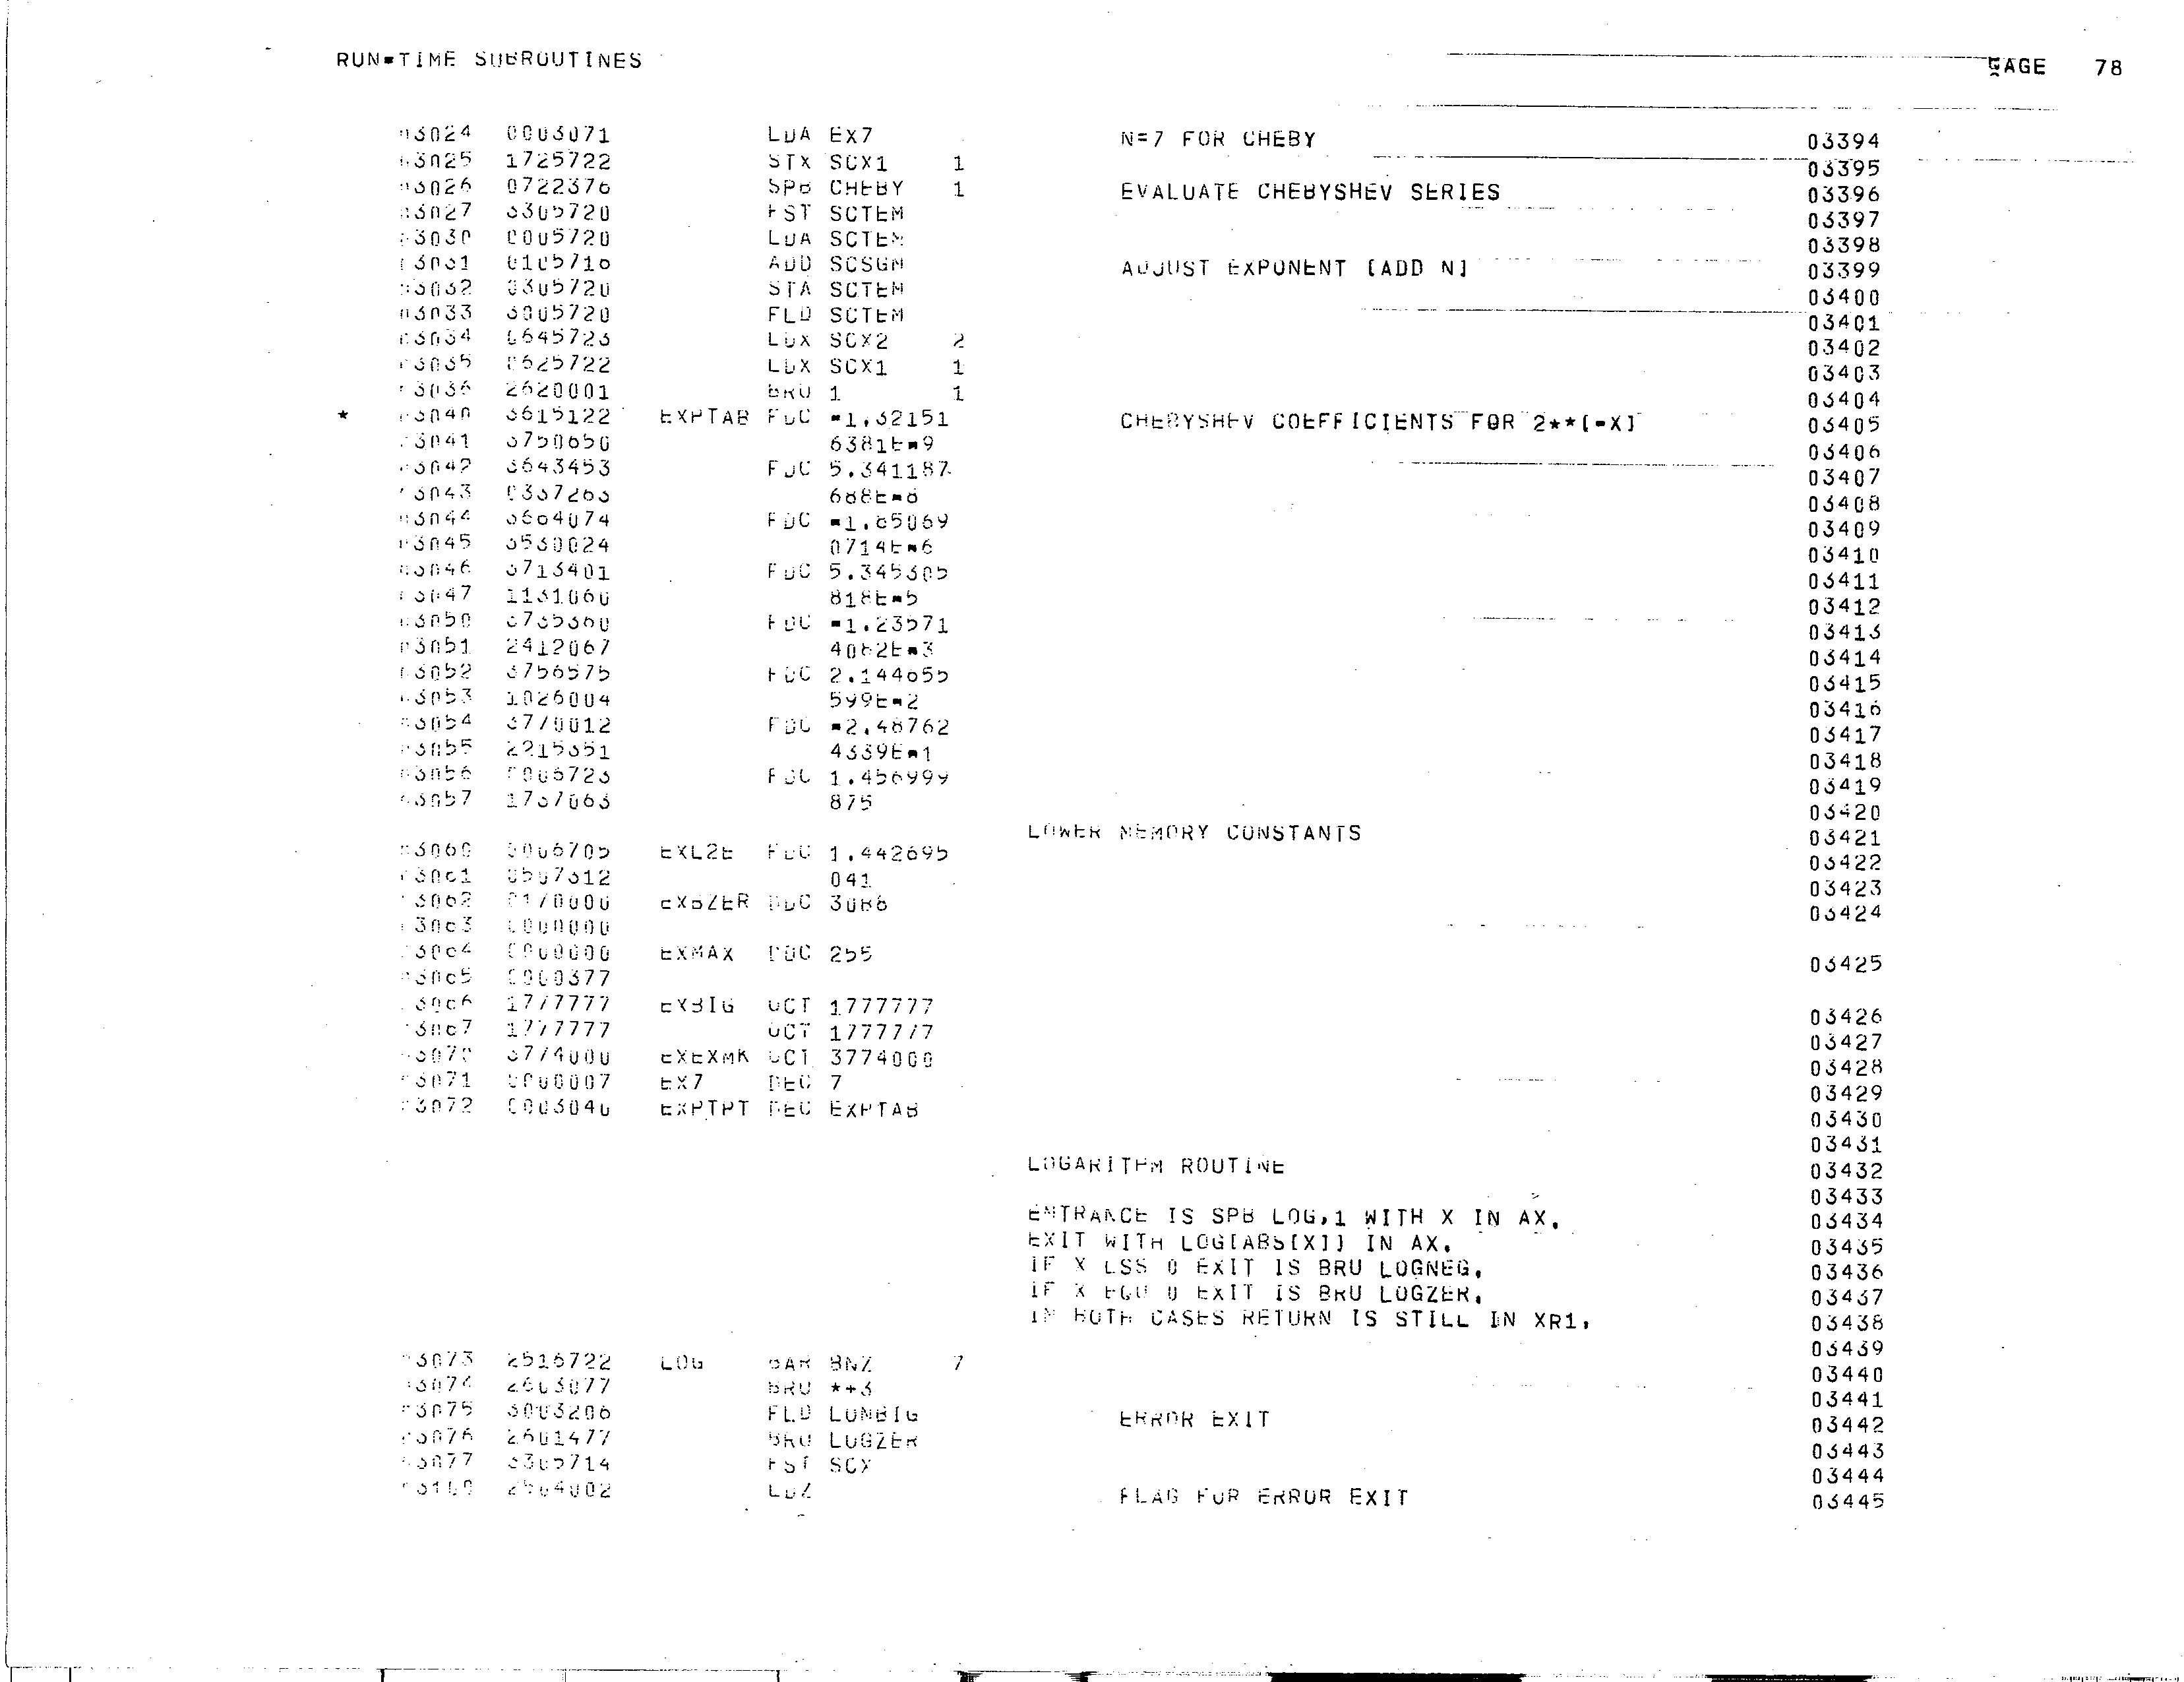 RUN=TIME SUBROUTINES PAGE 78
03024 0003071 LDA EX7 N=7 FOR CHEBY 03394
03025 1725722 STX SCX1 1 03395
03026 0722376 SPB CHEBY 1 EVALUATE CHEBYSHEV SERIES 03396
03027 3305720 FST SCTEM 03397
03030 0005720 LDA SCTEM 03398
03031 0105716 ADD SCSGN ADJUST EXPONENT [ADD N] 03399
03032 0305720 STA SCTEM 03400
03033 3005720 FLD SCTEM 03401
03034 0645723 LDX SCX2 2 03402
03035 0625722 LDX SCX1 1 03403
03036 2620001 BRU 1 1 03404
* 03040 3615122 EXPTAB FDC =1.32151 CHEBYSHEV COEFFICIENTS FOR 2**[=X] 03405
03041 3750650 6381E=9 03406
03042 3643453 FDC 5.341187 03407
03043 0337263 688E=8 03408
03044 3664074 FDC =1.85069 03409
03045 3530024 0714E=6 03410
03046 3713401 FDC 5.345305 03411
03047 1131060 818E=5 03412
03050 3735360 FDC =1.23571 03413
03051 2412067 4082E=3 03414
03052 3756575 FDC 2.144655 03415
03053 1026004 599E=2 03416
03054 3770012 FDC =2.48762 03417
03055 2215351 4339E=1 03418
03056 0006723 FDC 1.456999 03419
03057 1737063 875 03420
LOWER MEMORY CONSTANTS 03421
03060 0006705 EXL2E FDC 1.442695 03422
03061 0507312 041 03423
03062 0170000 EXBZER DDC 30B6 03424
03063 0000000
03064 0000000 EXMAX DDC 255 03425
03065 0000377
03066 1777777 EXBIG OCT 1777777 03426
03067 1777777 OCT 1777777 03427
03070 3774000 EXEXMK OCT 3774000 03428
03071 0000007 EX7 DEC 7 03429
03072 0003040 EXPTPT DEC EXPTAB 03430
03431
LOGARITHM ROUTINE 03432
03433
ENTRANCE IS SPB LOG,1 WITH X IN AX. 03434
EXIT WITH LOG[ABS[X]] IN AX. 03435
IF X LSS 0 EXIT IS BRU LOGNEG. 03436
IF X EQU 0 EXIT IS BRU LOGZER. 03437
IN BOTH CASES RETURN IS STILL IN XR1. 03438
03439
03073 2516722 LOG BAR BNZ 7 03440
03074 2603077 BRU *+3 03441
03075 3003206 FLD LONBIG ERROR EXIT 03442
03076 2601477 BRU LOGZER 03443
03077 3305714 FST SCX 03444
03100 2504002 LDZ FLAG FOR ERROR EXIT 03445